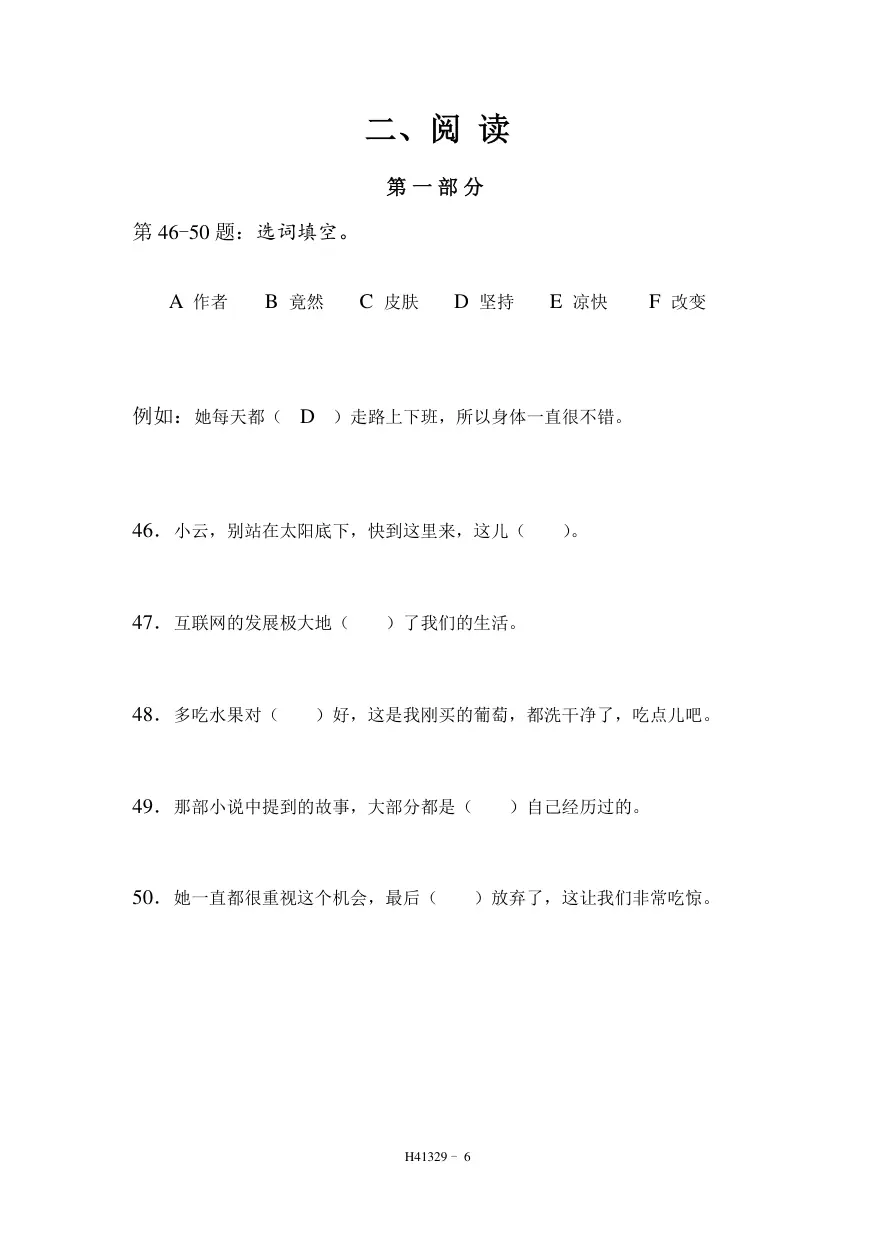 二、阅 读
第 一 部 分
第 46-50 题：选词填空。
A 作者 B 竟然 C 皮肤 D 坚持 E 凉快 F 改变
例如：她每天都（ D ）走路上下班，所以身体一直很不错。
46．小云，别站在太阳底下，快到这里来，这儿（ ）。
47．互联网的发展极大地（ ）了我们的生活。
48．多吃水果对（ ）好，这是我刚买的葡萄，都洗干净了，吃点儿吧。
49．那部小说中提到的故事，大部分都是（ ）自己经历过的。
50．她一直都很重视这个机会，最后（ ）放弃了，这让我们非常吃惊。
H41329 - 6